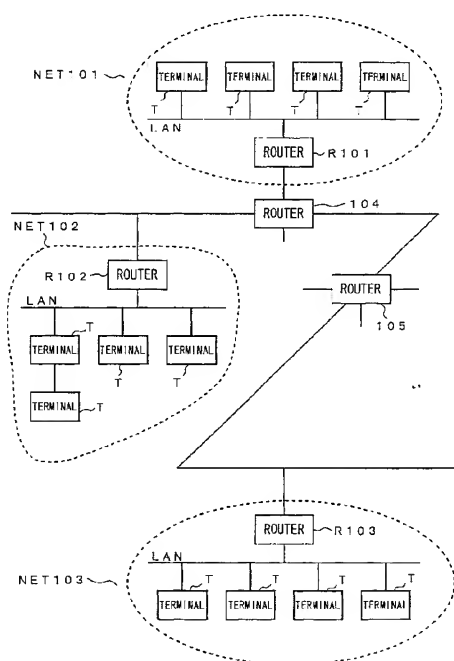 NET101
TERMINAL TERMINAL TERMINAL TERMINAL
T T T T
LAN
ROUTER R101
ROUTER 104
NET102
R102 ROUTER
ROUTER
105
LAN
T
TERMINAL TERMINAL TERMINAL
T T
TERMINAL T
ROUTER R103
LAN
T T T T
NET103
TERMINAL TERMINAL TERMINAL TERMINAL